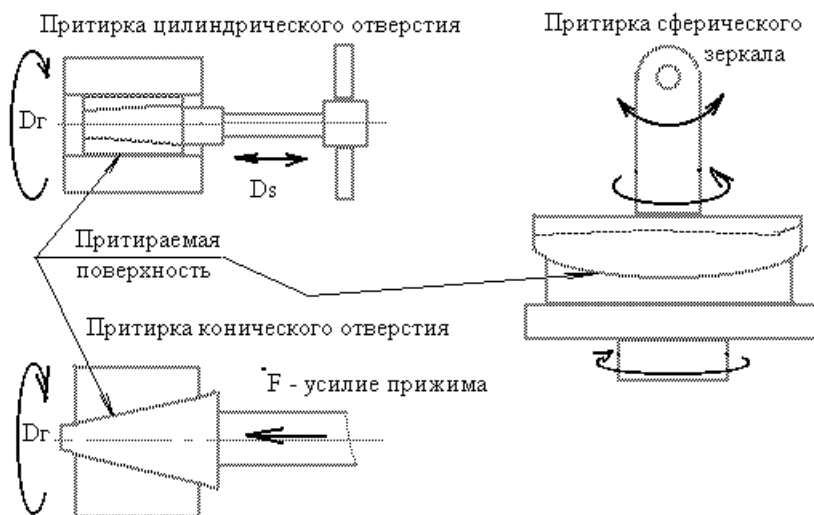 Притирка цилиндрического отверстия
Притирка сферического
зеркала
Dr
Ds
Притираемая
поверхность
Притирка конического отверстия
F - усилие прижима
Dr